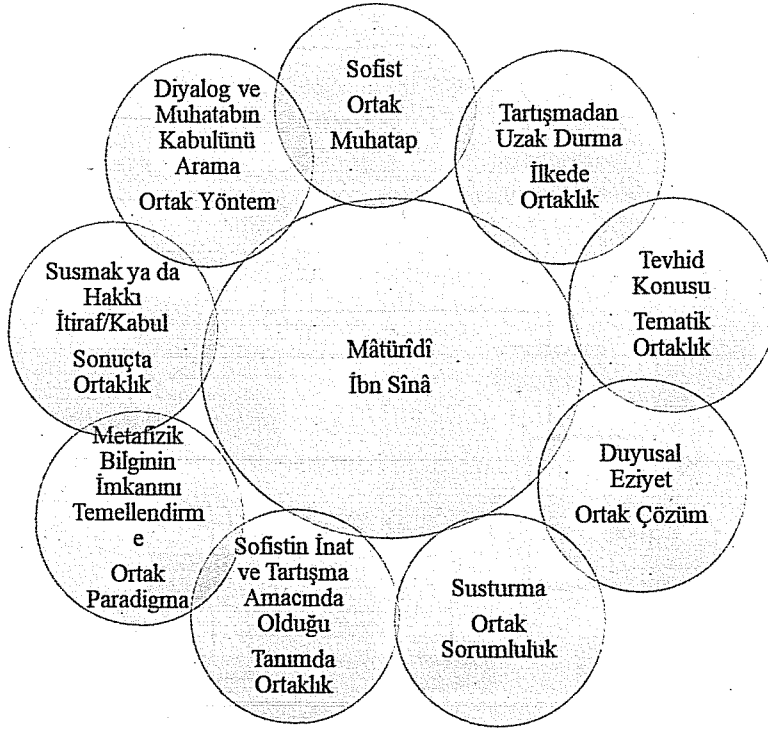 Sofist
Ortak
Muhatap
Tartışmadan
Uzak Durma
İlkede
Ortaklık
Tevhid
Konusu
Tematik
Ortaklık
Duyusal
Eziyet
Ortak Çözüm
Susturma
Ortak
Sorumluluk
Sofistin İnat
ve Tartışma
Amacında
Olduğu
Tanımda
Ortaklık
Metafizik
Bilginin
İmkanını
Temellendirm
e
Ortak
Paradigma
Susmak ya da
Hakkı
İtiraf/Kabul
Sonuçta
Ortaklık
Diyalog ve
Muhatabın
Kabulünü
Arama
Ortak Yöntem
Mâtürîdî
İbn Sînâ